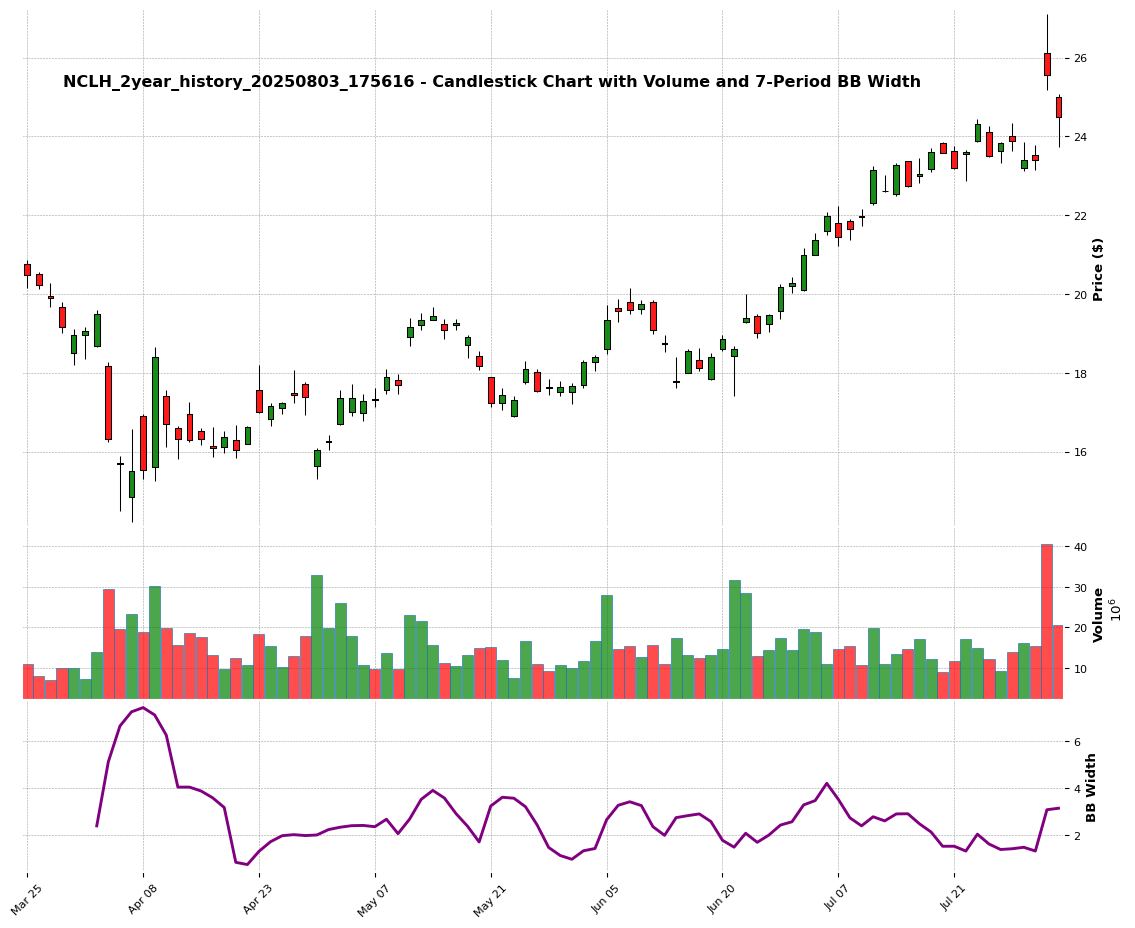 NCLH_2year_history_20250803_175616 - Candlestick Chart with Volume and 7-Period BB Width
26
24
22
20
18
16
Price ($)
40
30
20
10
Volume
10^6
6
4
2
BB Width
Mar 25
Apr 08
Apr 23
May 07
May 21
Jun 05
Jun 20
Jul 07
Jul 21